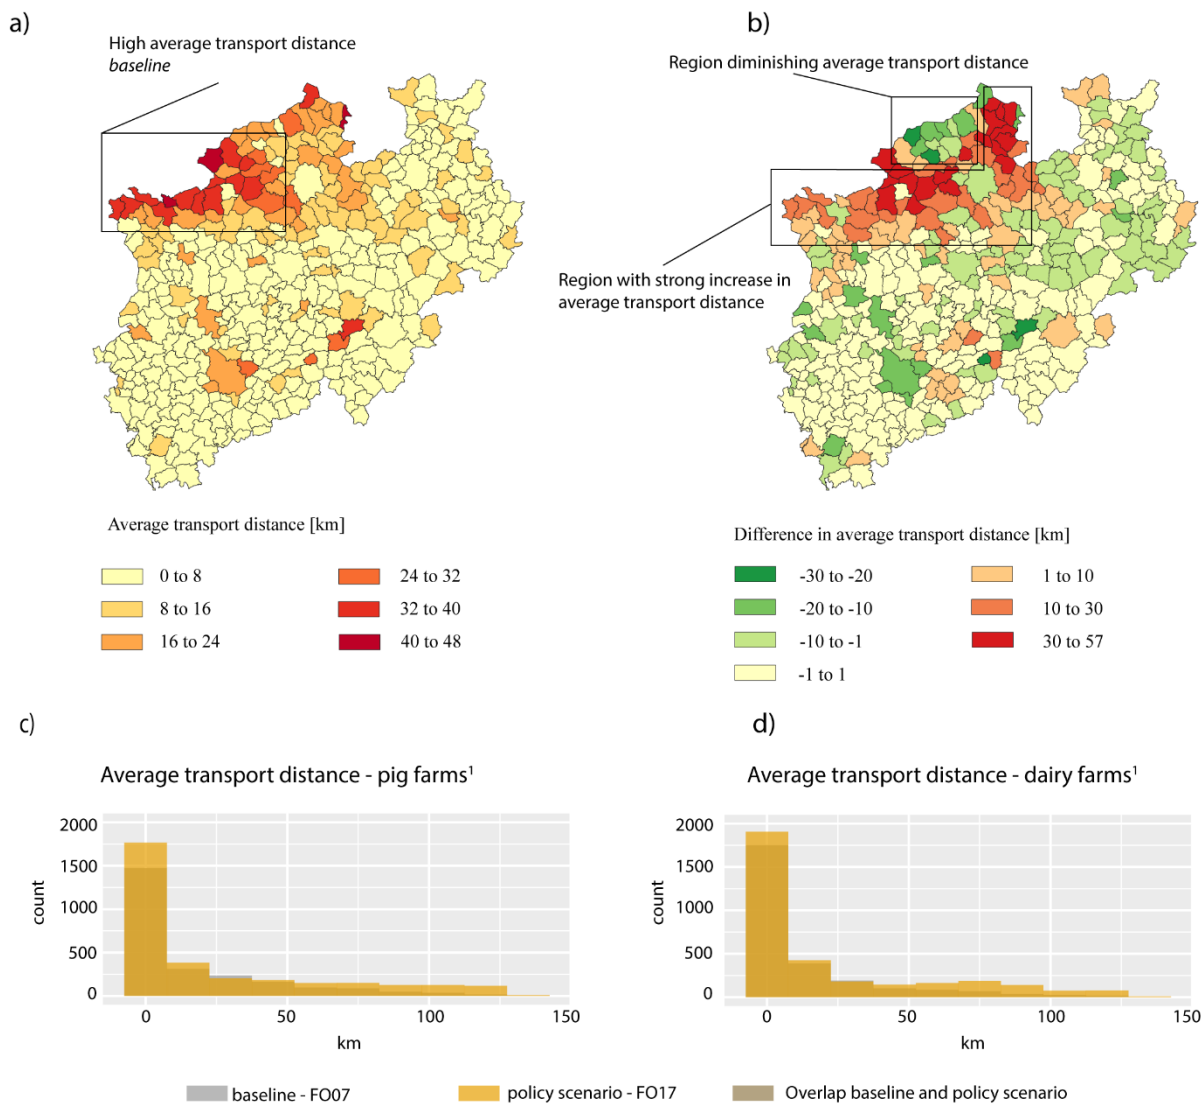 a)
High average transport distance
baseline
b)
Region diminishing average transport distance
Region with strong increase in
average transport distance
Average transport distance [km]
0 to 8
8 to 16
16 to 24
24 to 32
32 to 40
40 to 48
Difference in average transport distance [km]
-30 to -20
-20 to -10
-10 to -1
-1 to 1
1 to 10
10 to 30
30 to 57
c)
Average transport distance - pig farms¹
2000
1500
1000
500
0
count
0
50
100
150
km
d)
Average transport distance - dairy farms¹
2000
1500
1000
500
0
count
0
50
100
150
km
baseline - FO07
policy scenario - FO17
Overlap baseline and policy scenario